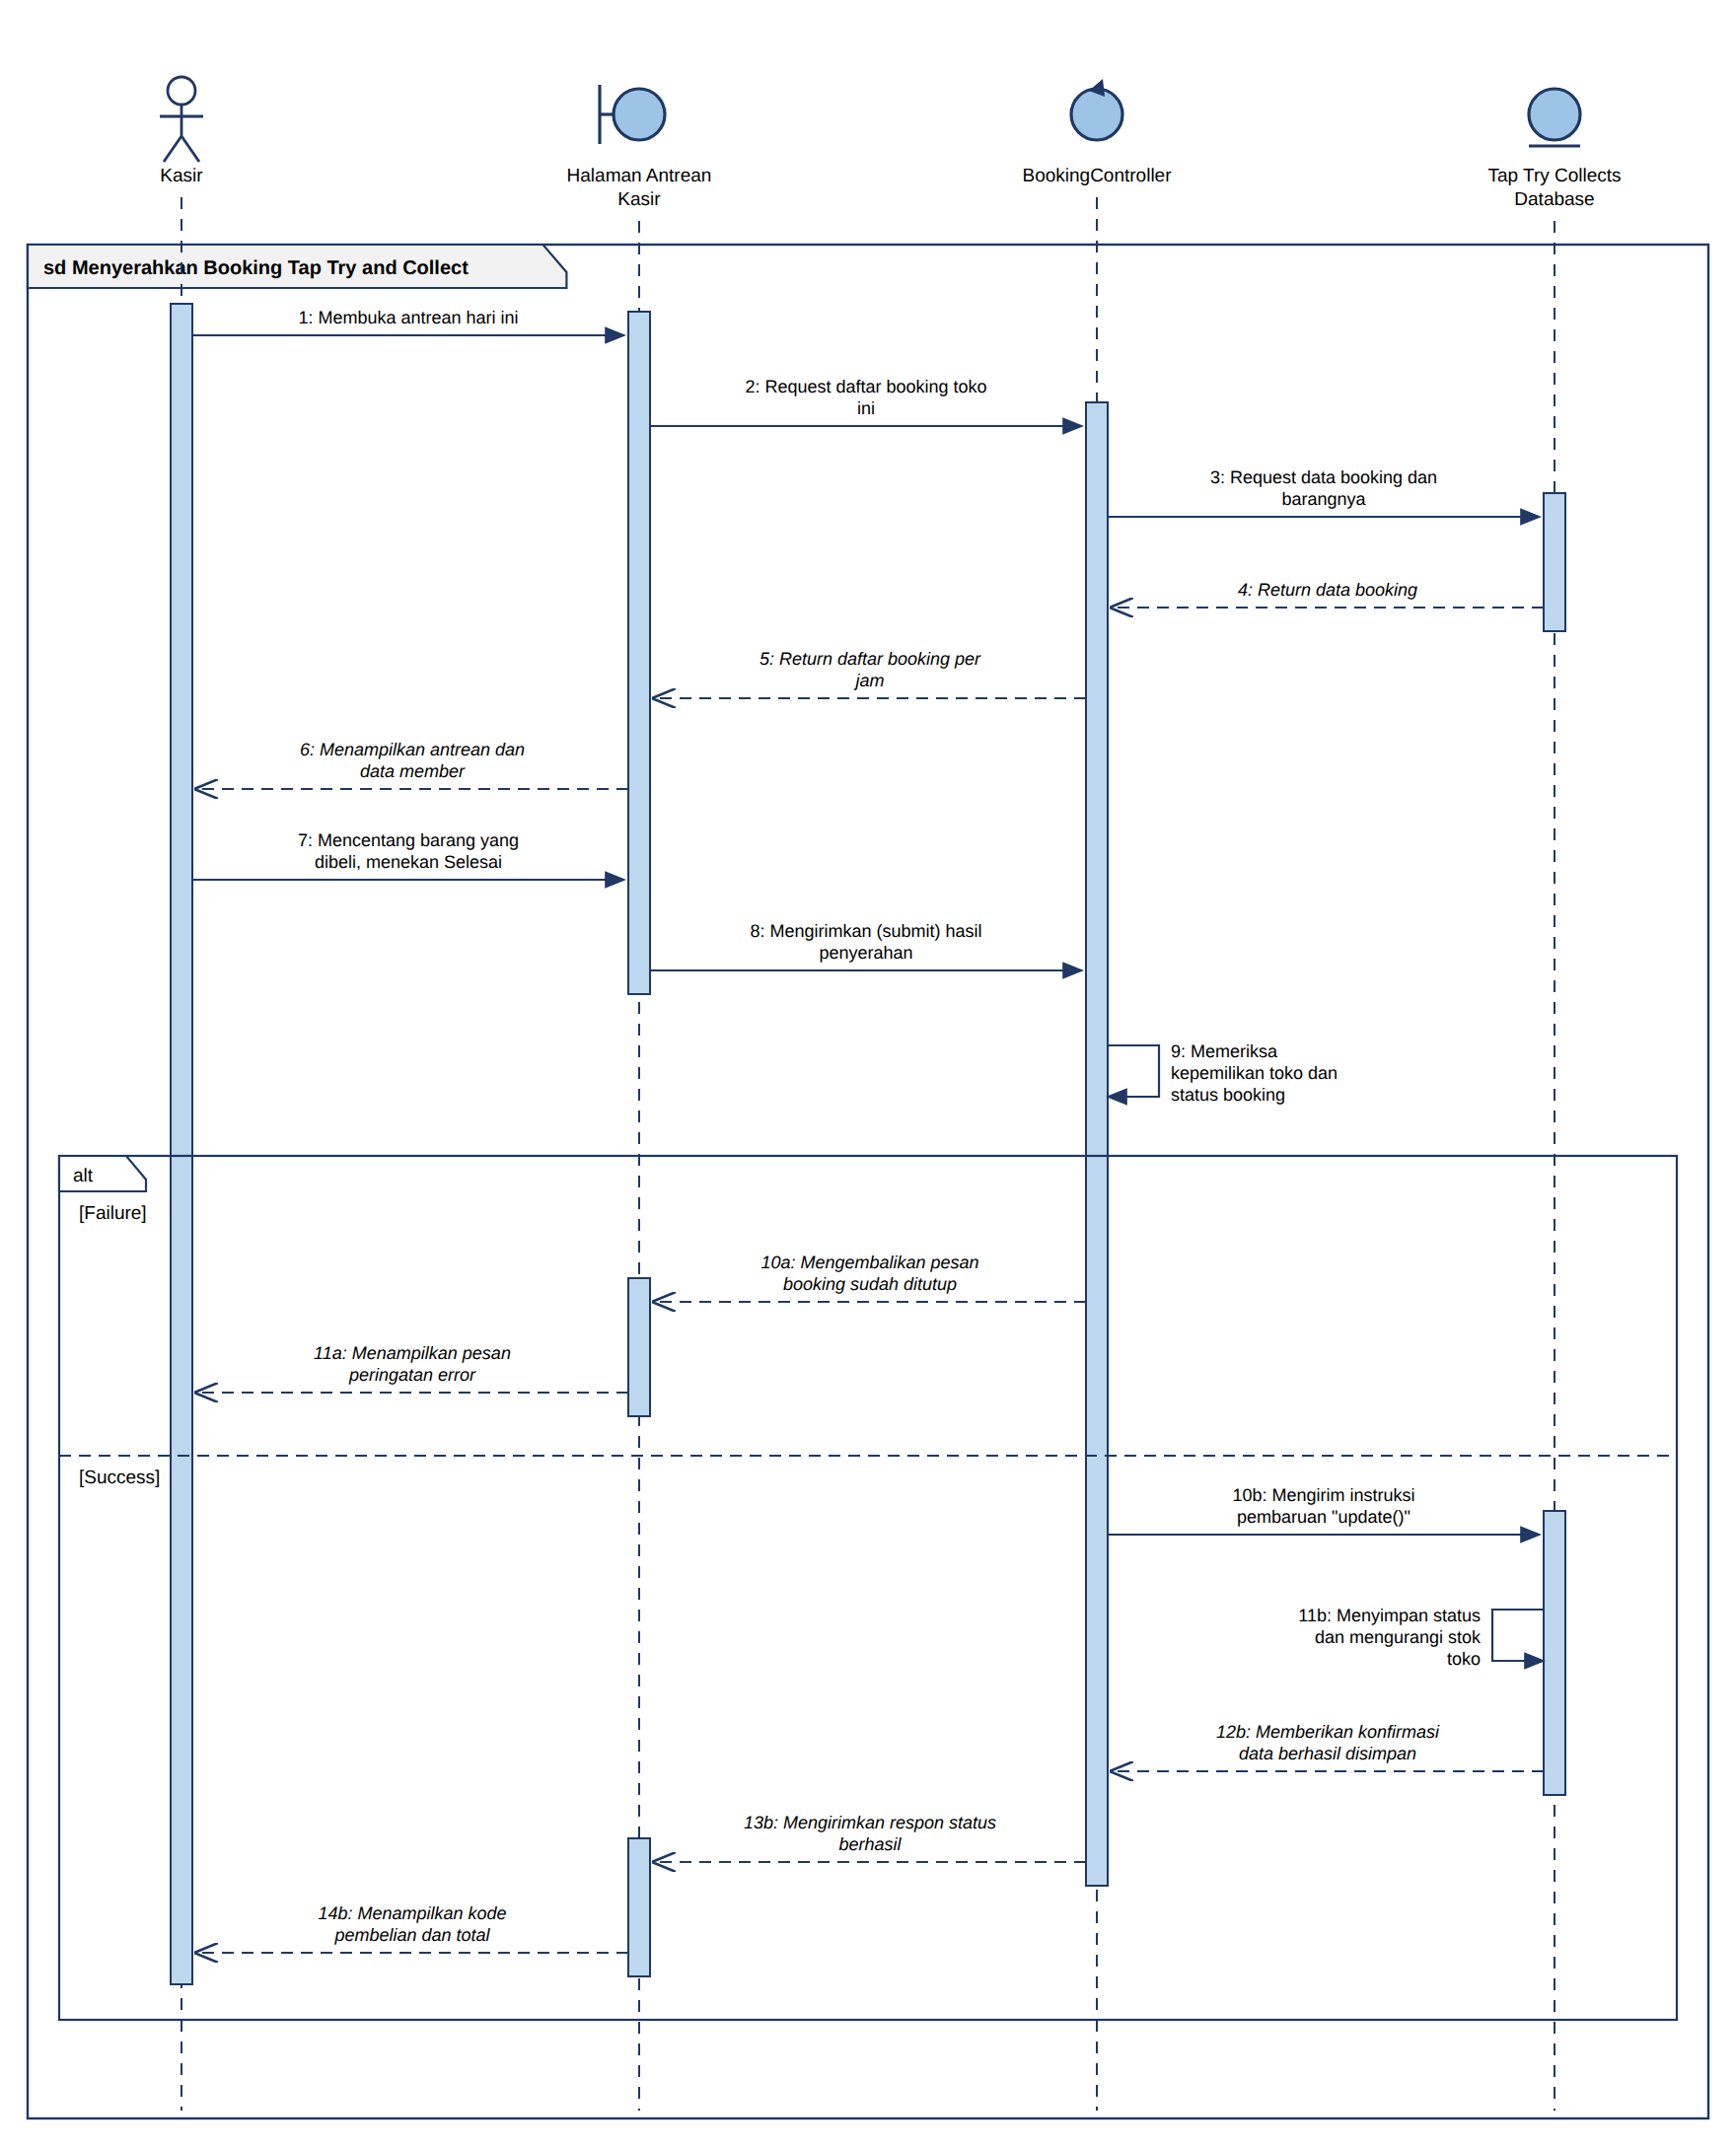 Kasir
Halaman Antrean
Kasir
BookingController
Tap Try Collects
Database
sd Menyerahkan Booking Tap Try and Collect
1: Membuka antrean hari ini
2: Request daftar booking toko
ini
3: Request data booking dan
barangnya
4: Return data booking
5: Return daftar booking per
jam
6: Menampilkan antrean dan
data member
7: Mencentang barang yang
dibeli, menekan Selesai
8: Mengirimkan (submit) hasil
penyerahan
9: Memeriksa
kepemilikan toko dan
status booking
alt
[Failure]
10a: Mengembalikan pesan
booking sudah ditutup
11a: Menampilkan pesan
peringatan error
[Success]
10b: Mengirim instruksi
pembaruan "update()"
11b: Menyimpan status
dan mengurangi stok
toko
12b: Memberikan konfirmasi
data berhasil disimpan
13b: Mengirimkan respon status
berhasil
14b: Menampilkan kode
pembelian dan total